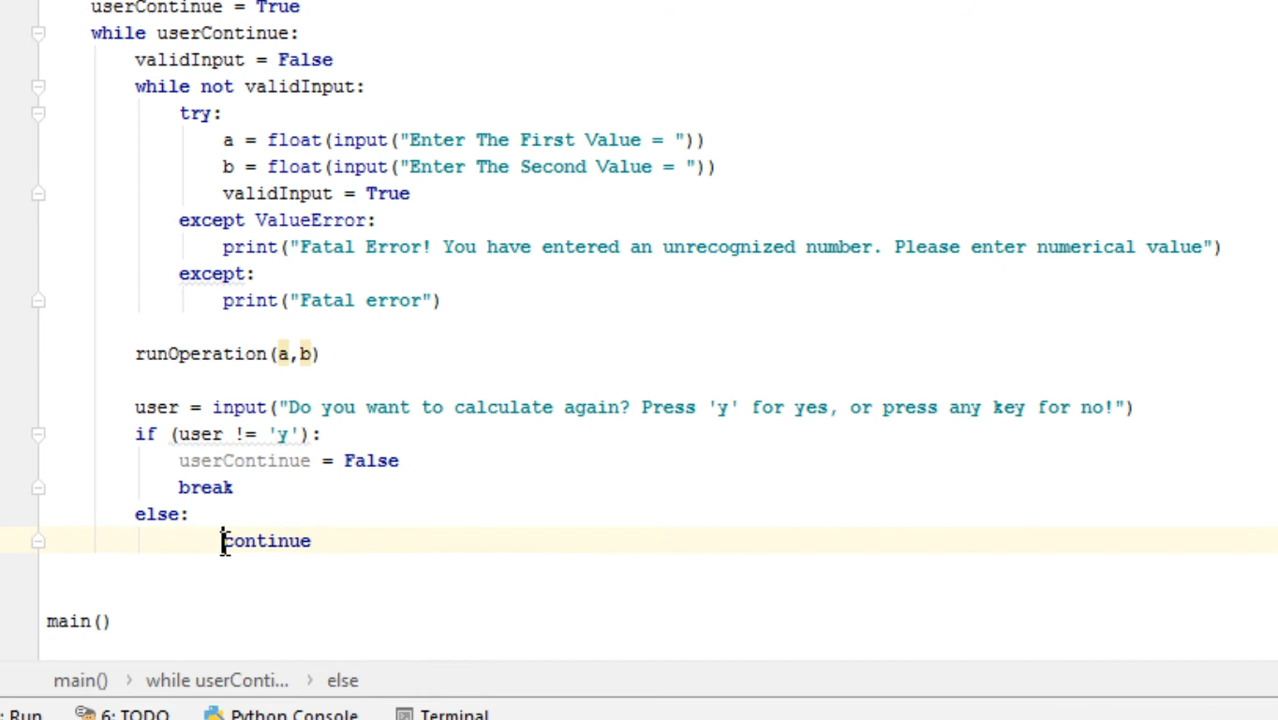 userContinue = True
while userContinue:
validInput = False
while not validInput:
try:
a = float(input("Enter The First Value = "))
b = float(input("Enter The Second Value = "))
validInput = True
except ValueError:
print("Fatal Error! You have entered an unrecognized number. Please enter numerical value")
except:
print("Fatal error")
runOperation(a,b)
user = input("Do you want to calculate again? Press 'y' for yes, or press any key for no!")
if (user != 'y'):
userContinue = False
break
else:
continue
main()
main() › while userConti... › else
: Run 6: TODO Python Console Terminal